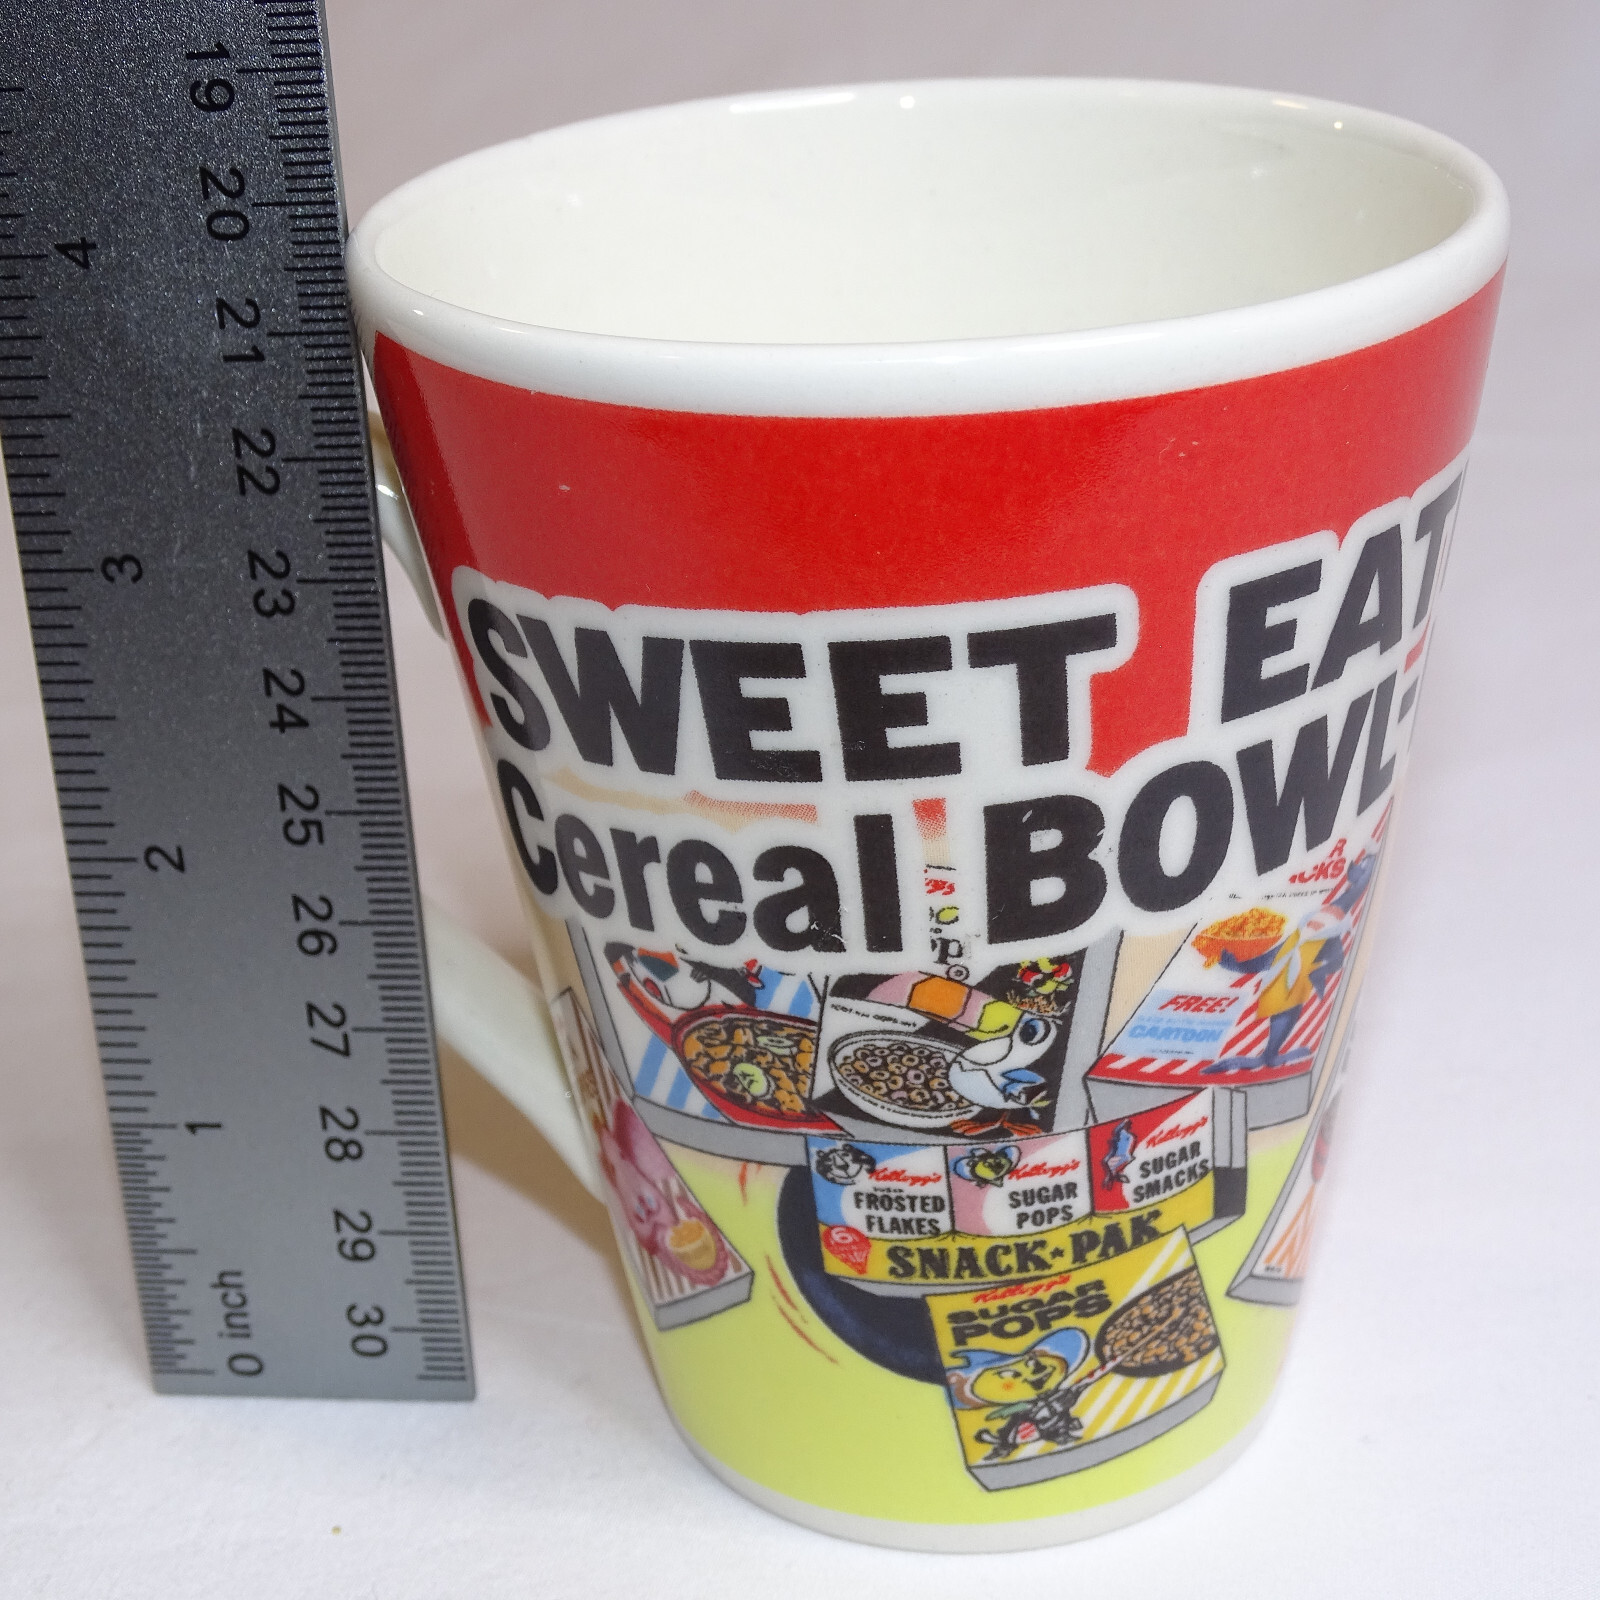 19
20
21
22
23
24
25
26
27
28
29
30
4
3
2
1
0 inch
SWEET EAT
Cereal BOWL-
FREE!
CARTOON
Kellogg's
FROSTED
FLAKES
Kellogg's
SUGAR
POPS
Kellogg's
SUGAR
SMACKS
6
SNACK★PAK
Kellogg's
SUGAR
POPS